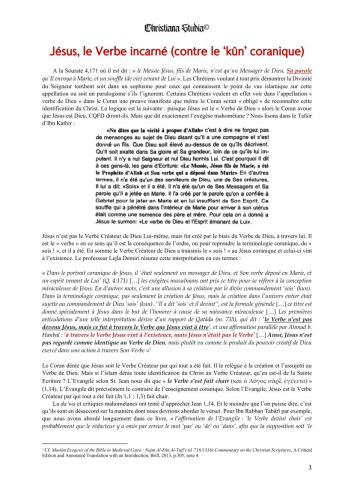 Christiana Studia©
Jésus, le Verbe incarné (contre le ‘kûn’ coranique)
A la Sourate 4,171 où il est dit : « le Messie Jésus, fils de Marie, n'est qu'un Messager de Dieu, Sa parole
qu'Il envoya à Marie, et un souffle (de vie) venant de Lui ». Les Chrétiens voulant à tout prix démontrer la Divinité
du Seigneur tombent soit dans un sophisme pour ceux qui connaissent le point de vue islamique sur cette
appellation ou soit un paralogisme s'ils l'ignorent. Certains Chrétiens veulent en effet voir dans l'appellation «
verbe de Dieu » dans le Coran une preuve manifeste que même le Coran serait « obligé » de reconnaître cette
identification du Christ. La logique est la suivante : puisque Jésus est le « Verbe de Dieu » alors le Coran avoue
que Jésus est Dieu. CQFD diront-ils. Mais que dit exactement l'exégèse mahométane ? Nous lisons dans le Tafsir
d'Ibn Kathir :
«Ne dites que la vérité à propos d'Allah» c'est à dire ne forgez pas
de mensonges au sujet de Dieu disant qu'Il a une compagne et s'est
donné un fils. Que Dieu soit élevé au-dessus de ce qu'ils décrivent.
Qu'Il soit exalté dans Sa gloire et Sa grandeur, loin de ce qu'ils lui im-
putent. Il n'y a nul Seigneur et nul Dieu hormis Lui. C'est pourquoi Il dit
à ces gens-là, les gens d'Ecriture: «Le Messie, Jésus fils de Marie, a été
le Prophète d'Allah et Son verbe qui a déposé dans Marie» En d'autres
termes, il n'a été qu'un des serviteurs de Dieu, une de Ses créatures,
Il lui a dit: «Sois» et il a été. Il n'a été qu'un de Ses Messagers et Sa
parole qu'il a jetée en Marie. Il l'a créé par la parole qu'on a confiée à
Gabriel pour la jeter en Marie et en lui insufflant de Son Esprit. Ce
souffle qui a pénétré dans l'intérieur de Marie pour arriver à son utérus
était comme une semence des père et mère. Pour cela on a donné à
Jésus le surnom: «Le verbe de Dieu et l'Esprit émanant de Lui».
Jésus n'est pas le Verbe Créateur de Dieu Lui-même, mais fut créé par le biais du Verbe de Dieu, à travers lui. Il
est le « verbe » en ce sens qu'il est la conséquence de l'ordre, ou pour reprendre la terminologie coranique, du «
sois ! », et il a été. En somme le Verbe Créateur de Dieu a transmis le « sois ! » au Jésus coranique et celui-ci vint
à l'existence. Le professeur Lejla Demiri résume cette interprétation en ces termes :
« Dans le portrait coranique de Jésus, il 'était seulement un messager de Dieu, et Son verbe déposé en Marie, et
un esprit venant de Lui' (Q. 4:171) […] les exégètes musulmans ont pris ce titre pour se référer à la conception
miraculeuse de Jésus. En d'autres mots, c'est une allusion à sa création par le divin commandement 'sois' (kun).
Dans la terminologie coranique, pas seulement la création de Jésus, mais la création dans l'univers entier était
sujette au commandement de Dieu 'sois' (kun). "Il a dit 'sois' et il devint", est la formule générale […] ce titre est
donné spécialement à Jésus dans le but de l'honorer à cause de sa naissance miraculeuse […] Les premières
articulations d'une telle interprétation dérive d'un rapport de Qatâda (m. 735), qui dit : 'le Verbe n'est pas
devenu Jésus, mais ce fut à travers le Verbe que Jésus vint à être', et une affirmation parallèle par Ahmad b.
Hanbal : 'à travers le Verbe Jésus vint à l'existence, mais Jésus n'était pas le Verbe' […] Ainsi, Jésus n'est
pas regardé comme identique au Verbe de Dieu, mais plutôt vu comme le produit du pouvoir créatif de Dieu
exercé dans une action à travers Son Verbe »¹
Le Coran dénie que Jésus soit le Verbe Créateur par qui tout a été fait. Il le relègue à la création et l'assujetti au
Verbe de Dieu. Mais si l'islam dénie toute identification du Christ au Verbe Créateur, qu'en est-il de la Sainte
Ecriture ? L'Evangile selon St. Jean nous dit que « le Verbe s'est fait chair (καὶ ὁ Λόγος σὰρξ ἐγένετο) »
(1,14). L'Evangile dit précisément le contraire de l'enseignement coranique. Selon l'Evangile, Jésus est le Verbe
Créateur par qui tout a été fait (Jn 1,1 ; 1,3) fait chair.
La da'wa et critiques mahométans ont tenté d'approcher Jean 1,14. Et le moindre que l'on puisse dire, c'est
qu'ils sont en désaccord sur la manière dont nous devrions aborder le verset. Pour Ibn Rabban Tabârî par exemple,
que nous avons abordé longuement dans ce livre, « l'affirmation de l'Evangile : 'le Verbe devint chair' est
probablement que le rédacteur y a omis par erreur le mot 'pas' ou 'de' ou 'dans', afin que la supposition soit 'le
¹ Cf. Muslim Exegesis of the Bible in Medieval Cairo : Najm al-Din Al-Tufi's (d. 716/1316) Commentary on the Christian Scriptures, A Critical
Edition and Annotated Translation with an Introduction, Brill, 2013, p.305, note 4.
1